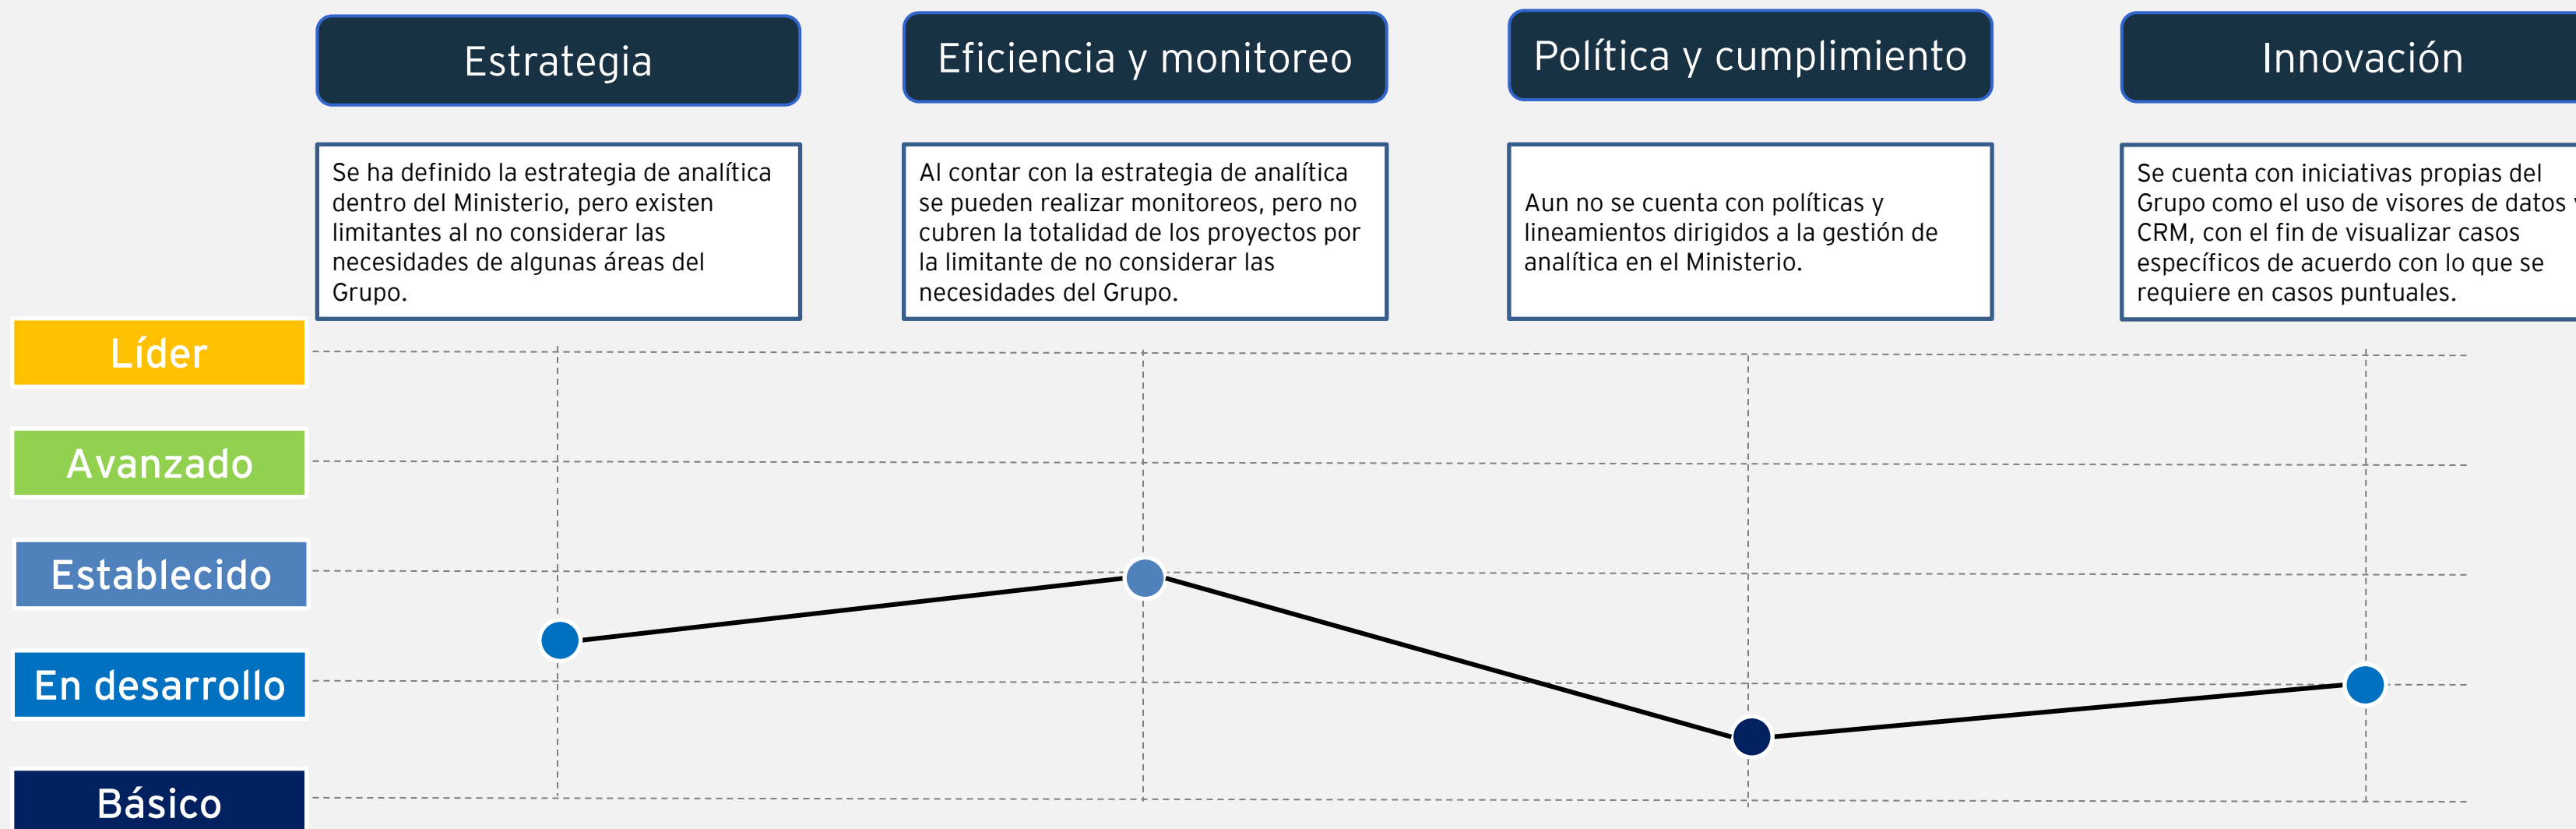 Estrategia
Eficiencia y monitoreo
Política y cumplimiento
Innovación
Se ha definido la estrategia de analítica
dentro del Ministerio, pero existen
limitantes al no considerar las
necesidades de algunas áreas del
Grupo.
Al contar con la estrategia de analítica
se pueden realizar monitoreos, pero no
cubren la totalidad de los proyectos por
la limitante de no considerar las
necesidades del Grupo.
Aun no se cuenta con políticas y
lineamientos dirigidos a la gestión de
analítica en el Ministerio.
Se cuenta con iniciativas propias del
Grupo como el uso de visores de datos
CRM, con el fin de visualizar casos
específicos de acuerdo con lo que se
requiere en casos puntuales.
Líder
Avanzado
Establecido
En desarrollo
Básico